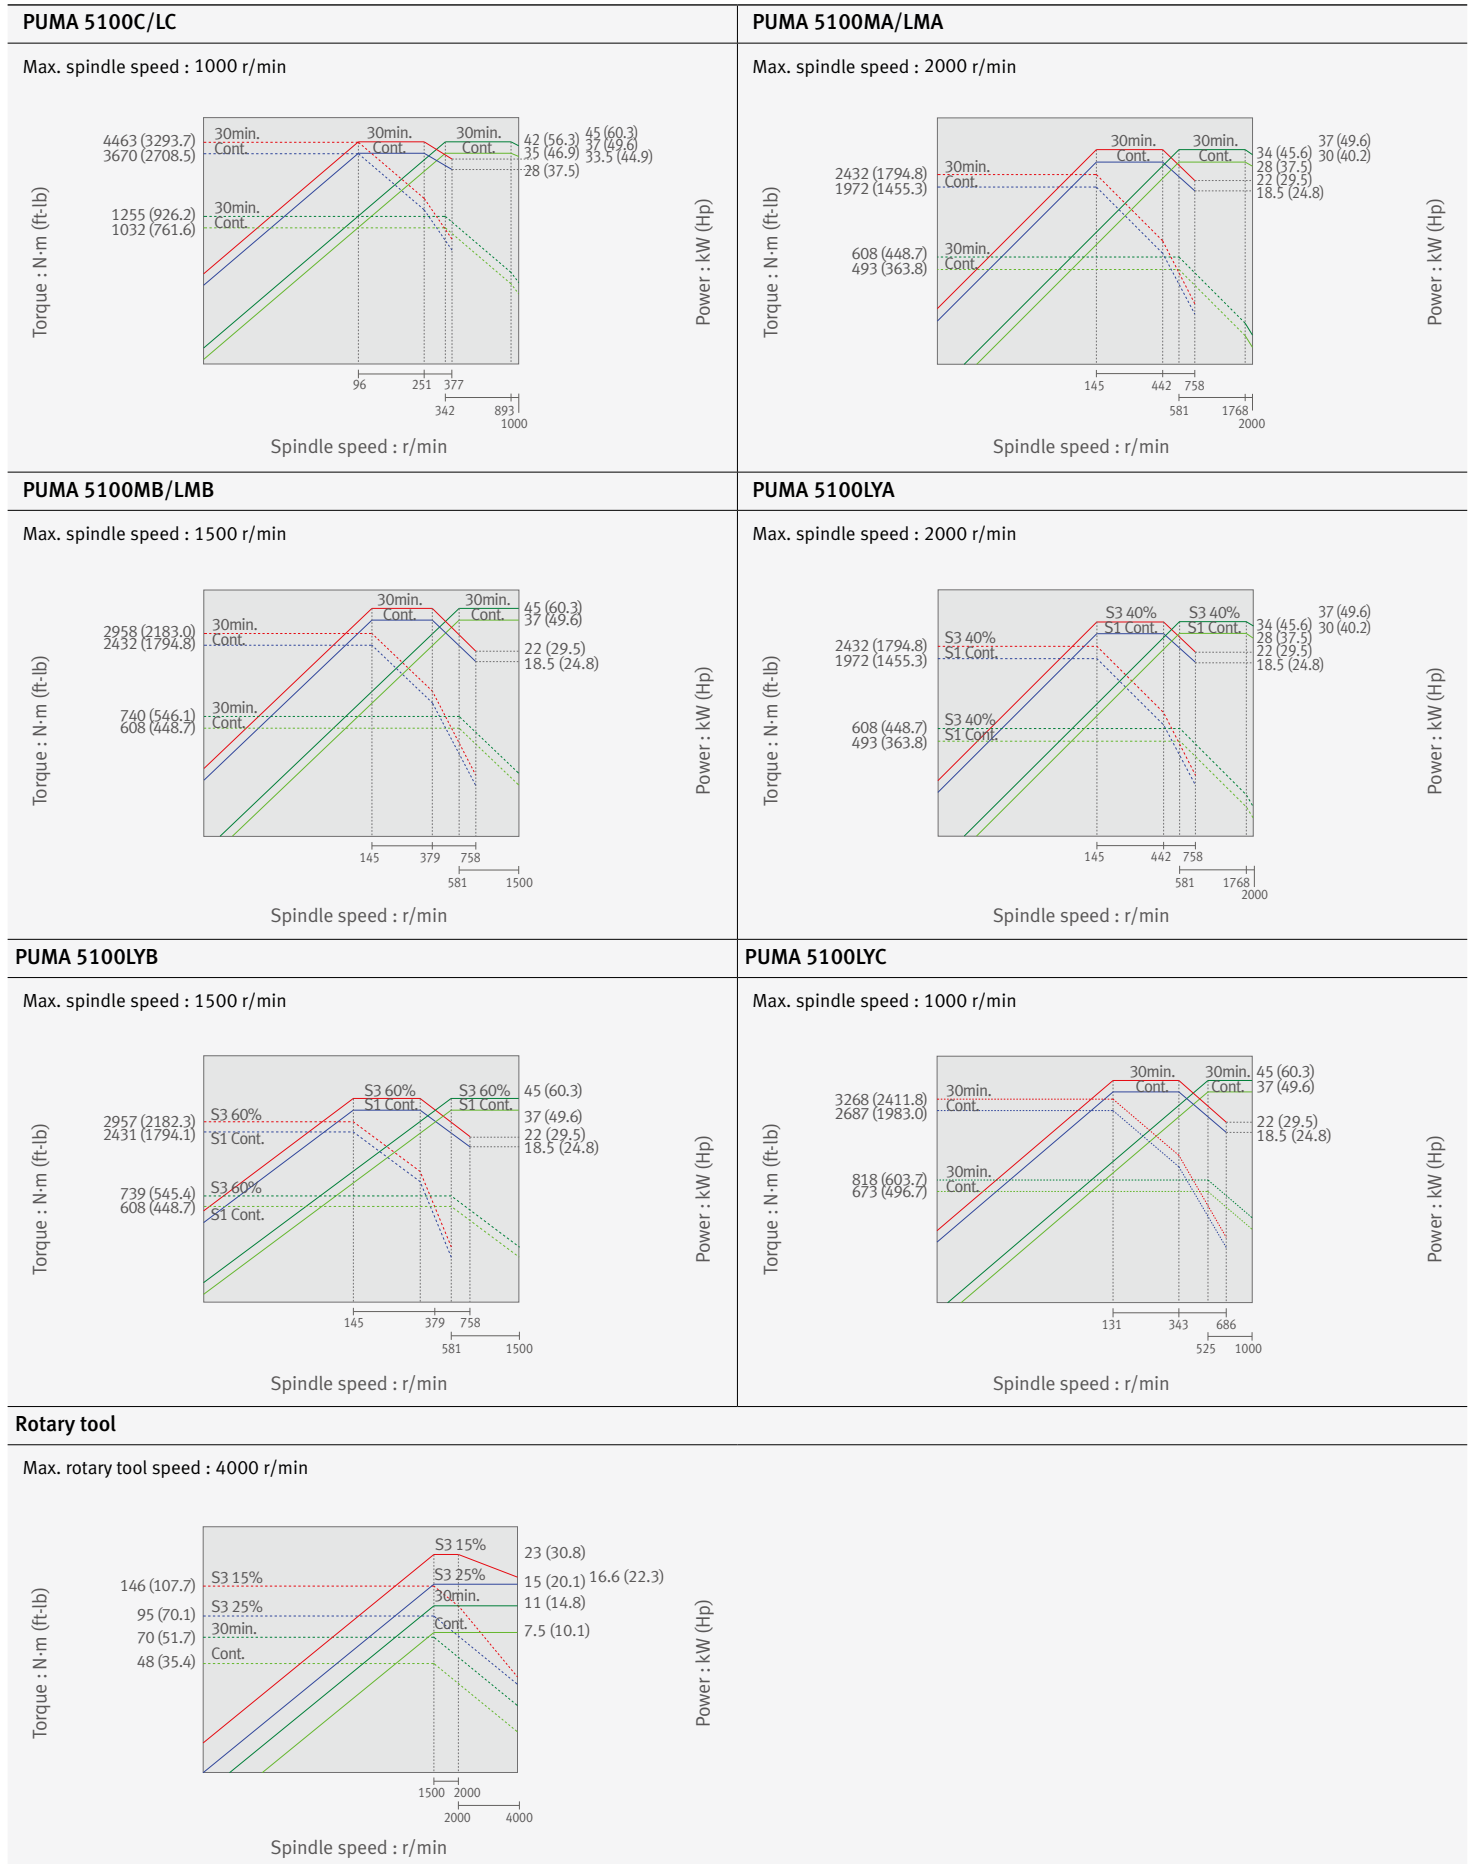 PUMA 5100C/LC
Max. spindle speed : 1000 r/min
Torque : N·m (ft-lb)
4463 (3293.7)
3670 (2708.5)
1255 (926.2)
1032 (761.6)
30min.
Cont.
30min.
Cont.
30min.
Cont.
30min.
Cont.
42 (56.3)
45 (60.3)
35 (46.9)
37 (49.6)
33.5 (44.9)
28 (37.5)
Power : kW (Hp)
96
251
377
342
893
1000
Spindle speed : r/min
PUMA 5100MA/LMA
Max. spindle speed : 2000 r/min
Torque : N·m (ft-lb)
2432 (1794.8)
1972 (1455.3)
608 (448.7)
493 (363.8)
30min.
Cont.
30min.
Cont.
30min.
Cont.
30min.
Cont.
37 (49.6)
34 (45.6)
30 (40.2)
28 (37.5)
22 (29.5)
18.5 (24.8)
Power : kW (Hp)
145
442
758
581
1768
2000
Spindle speed : r/min
PUMA 5100MB/LMB
Max. spindle speed : 1500 r/min
Torque : N·m (ft-lb)
2958 (2183.0)
2432 (1794.8)
740 (546.1)
608 (448.7)
30min.
Cont.
30min.
Cont.
30min.
Cont.
30min.
Cont.
45 (60.3)
37 (49.6)
22 (29.5)
18.5 (24.8)
Power : kW (Hp)
145
379
758
581
1500
Spindle speed : r/min
PUMA 5100LYA
Max. spindle speed : 2000 r/min
Torque : N·m (ft-lb)
2432 (1794.8)
1972 (1455.3)
608 (448.7)
493 (363.8)
S3 40%
S1 Cont.
S3 40%
S1 Cont.
S3 40%
S1 Cont.
S3 40%
S1 Cont.
37 (49.6)
34 (45.6)
30 (40.2)
28 (37.5)
22 (29.5)
18.5 (24.8)
Power : kW (Hp)
145
442
758
581
1768
2000
Spindle speed : r/min
PUMA 5100LYB
Max. spindle speed : 1500 r/min
Torque : N·m (ft-lb)
2957 (2182.3)
2431 (1794.1)
739 (545.4)
608 (448.7)
S3 60%
S1 Cont.
S3 60%
S1 Cont.
S3 60%
S1 Cont.
S3 60%
S1 Cont.
45 (60.3)
37 (49.6)
22 (29.5)
18.5 (24.8)
Power : kW (Hp)
145
379
758
581
1500
Spindle speed : r/min
PUMA 5100LYC
Max. spindle speed : 1000 r/min
Torque : N·m (ft-lb)
3268 (2411.8)
2687 (1983.0)
818 (603.7)
673 (496.7)
30min.
Cont.
30min.
Cont.
30min.
Cont.
30min.
Cont.
45 (60.3)
37 (49.6)
22 (29.5)
18.5 (24.8)
Power : kW (Hp)
131
343
686
525
1000
Spindle speed : r/min
Rotary tool
Max. rotary tool speed : 4000 r/min
Torque : N·m (ft-lb)
146 (107.7)
95 (70.1)
70 (51.7)
48 (35.4)
S3 15%
S3 25%
30min.
Cont.
S3 15%
S3 25%
30min.
Cont.
23 (30.8)
15 (20.1)
16.6 (22.3)
11 (14.8)
7.5 (10.1)
Power : kW (Hp)
1500
2000
2000
4000
Spindle speed : r/min